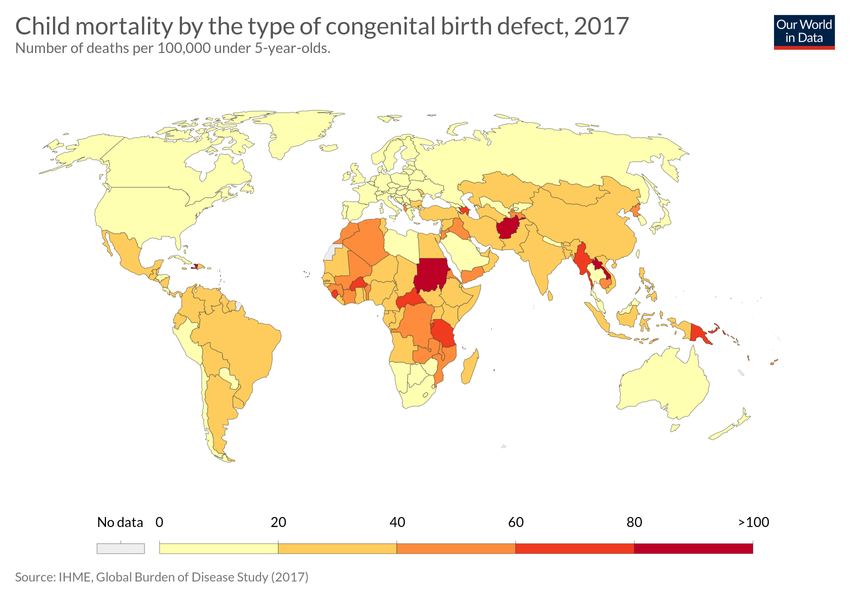 Child mortality by the type of congenital birth defect, 2017
Number of deaths per 100,000 under 5-year-olds.
Our World
in Data
No data
0
20
40
60
80
>100
Source: IHME, Global Burden of Disease Study (2017)